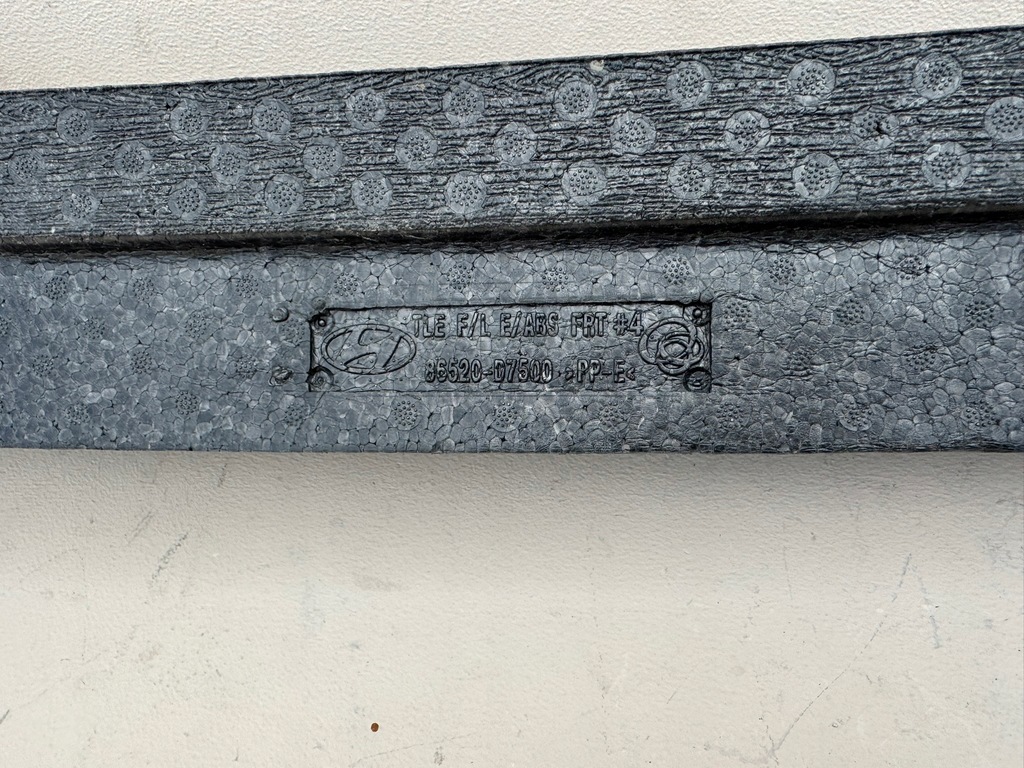 TLE F/L E/ABS FRT #4
86520-D7500 >PP-E<